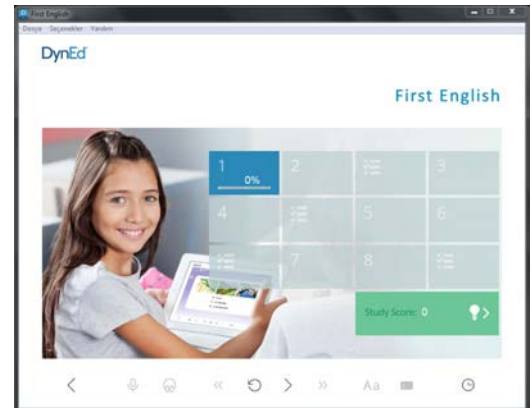 First English
Dosya Seçenekler Yardım
DynEd
First English
1 2 3
0%
4 5 6
7 8
Study Score: 0
Aa